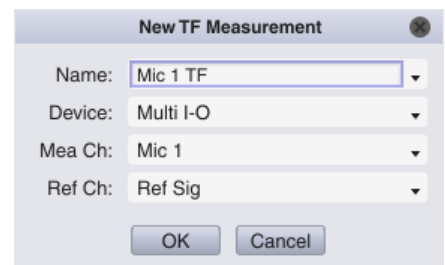 New TF Measurement
Name: Mic 1 TF
Device: Multi I-O
Mea Ch: Mic 1
Ref Ch: Ref Sig
OK Cancel